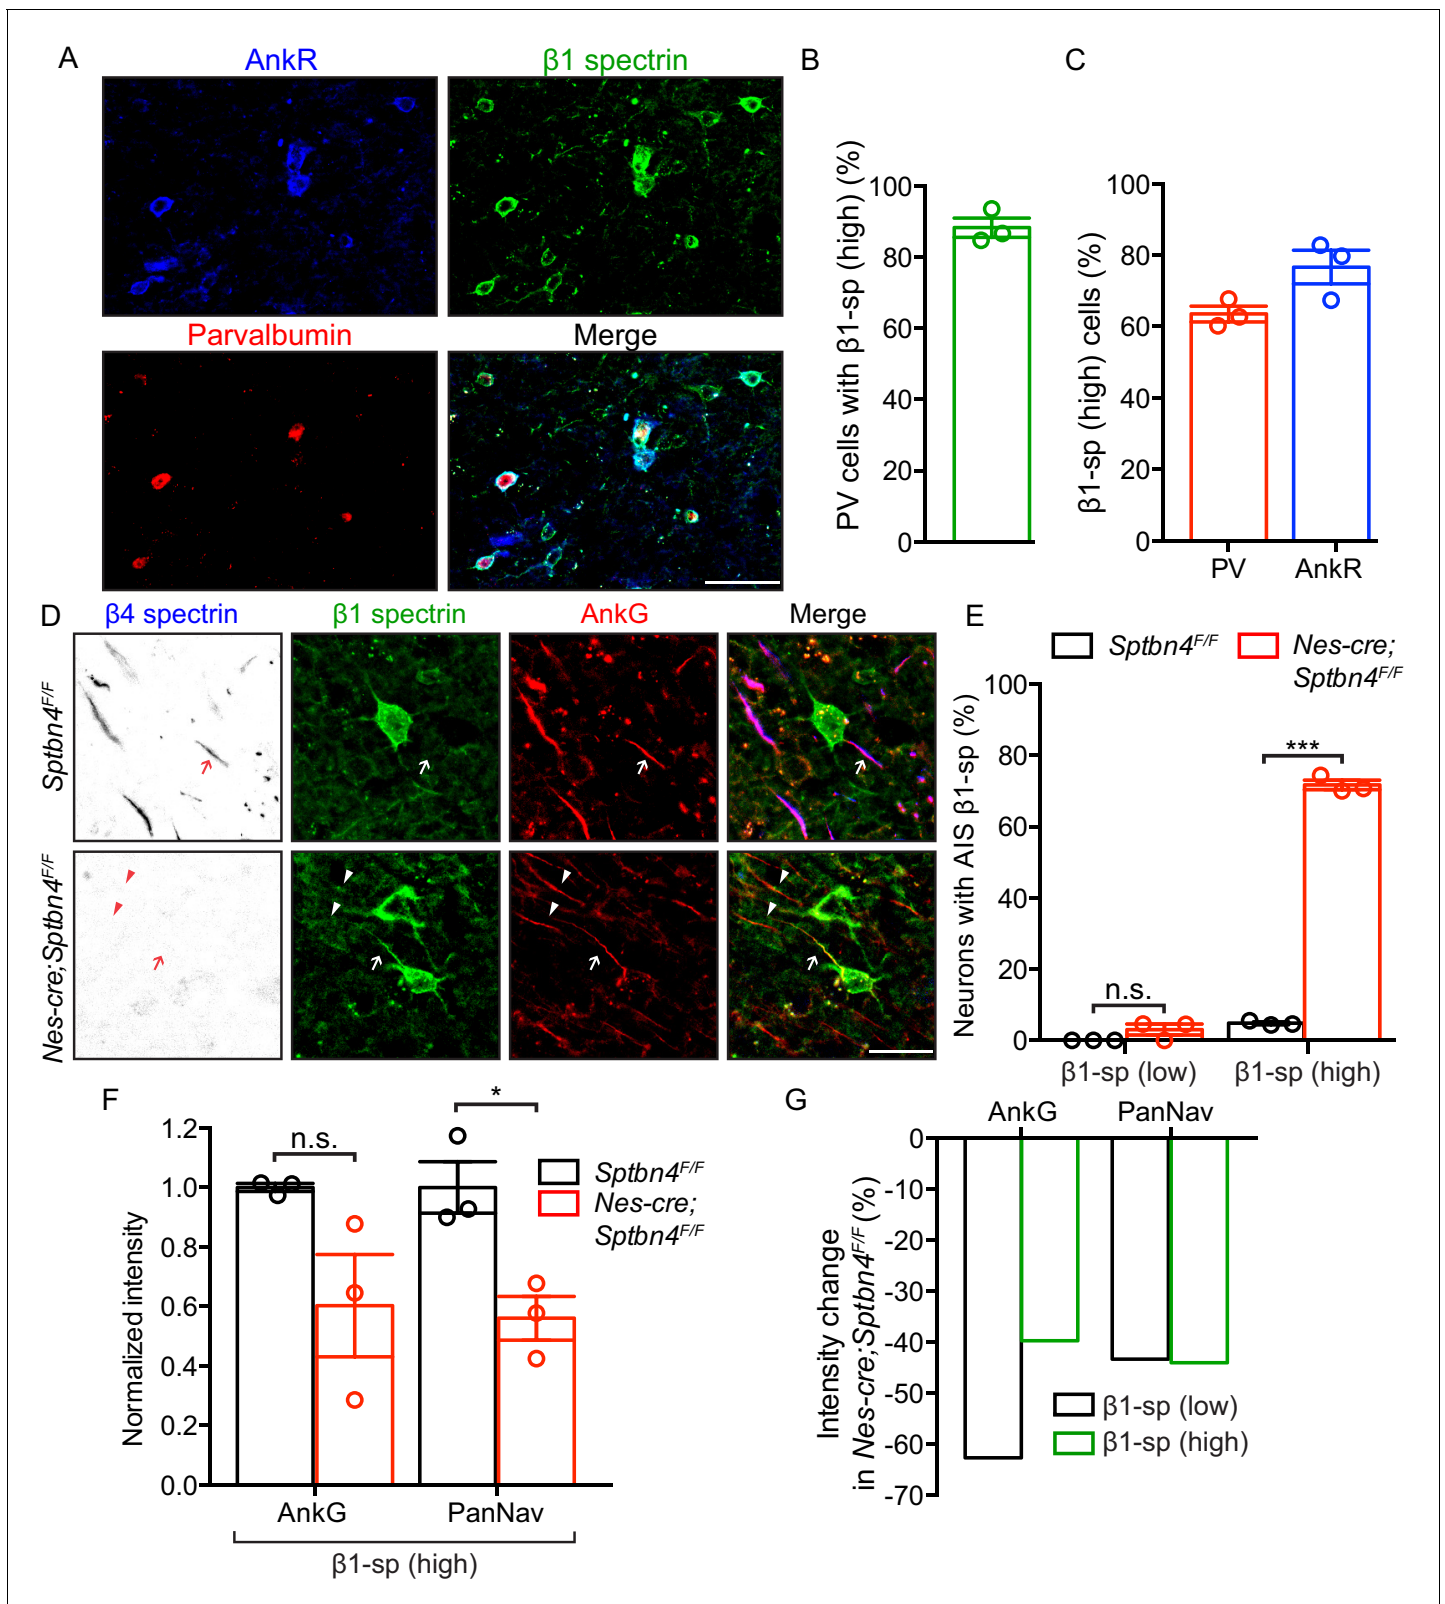 A
AnkR
β1 spectrin
Parvalbumin
Merge
B
PV cells with β1-sp (high) (%)
100
80
60
40
20
0
C
β1-sp (high) cells (%)
100
80
60
40
20
0
PV
AnkR
D
β4 spectrin
β1 spectrin
AnkG
Merge
Sptbn4F/F
Nes-cre;Sptbn4F/F
E
Sptbn4F/F
Nes-cre;
Sptbn4F/F
Neurons with AIS β1-sp (%)
100
80
60
40
20
0
n.s.
***
β1-sp (low)
β1-sp (high)
F
Normalized intensity
1.2
1.0
0.8
0.6
0.4
0.2
0.0
n.s.
*
Sptbn4F/F
Nes-cre;
Sptbn4F/F
AnkG
PanNav
β1-sp (high)
G
AnkG
PanNav
Intensity change
in Nes-cre;Sptbn4F/F (%)
0
-10
-20
-30
-40
-50
-60
-70
β1-sp (low)
β1-sp (high)